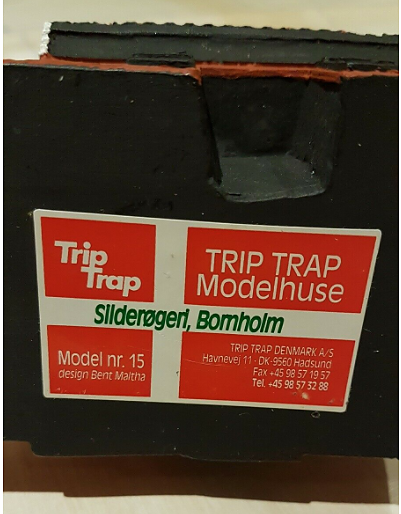 Trip
Trap
TRIP TRAP
Modelhuse
Silderøgeri, Bornholm
Model nr. 15
design Bent Maltha
TRIP TRAP DENMARK A/S
Havnevej 11 · DK-9560 Hadsund
Fax +45 98 57 19 57
Tel. +45 98 57 32 88